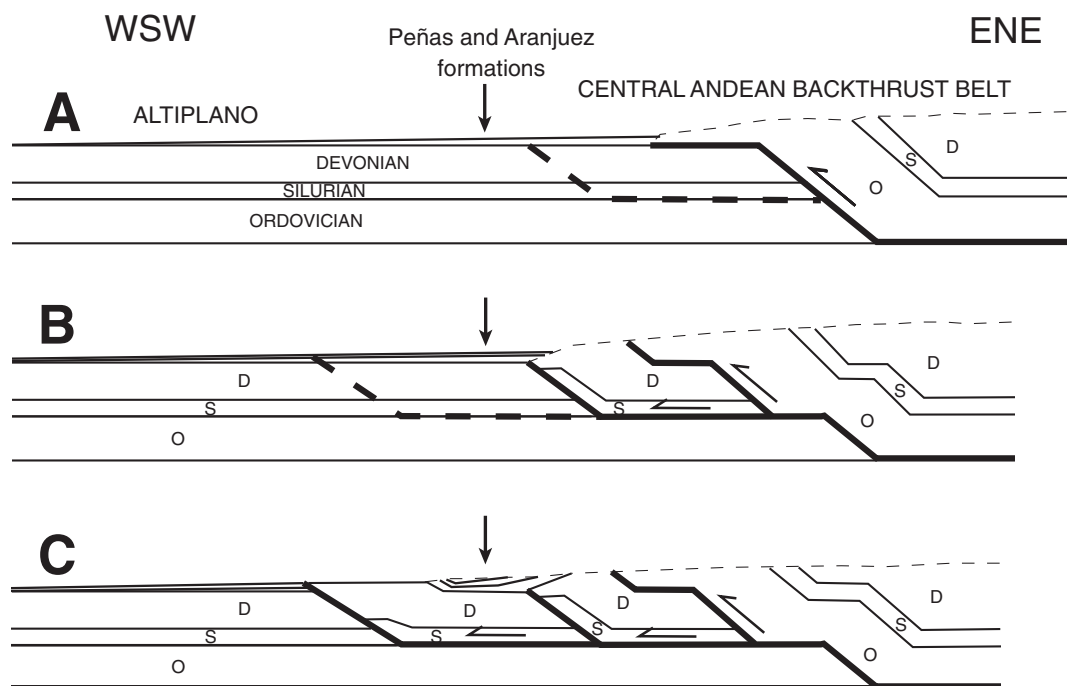 WSW
ENE
Peñas and Aranjuez
formations
CENTRAL ANDEAN BACKTHRUST BELT
A
ALTIPLANO
DEVONIAN
SILURIAN
ORDOVICIAN
D
S
O
B
D
S
O
D
S
D
S
O
C
D
S
O
D
S
D
S
D
S
O